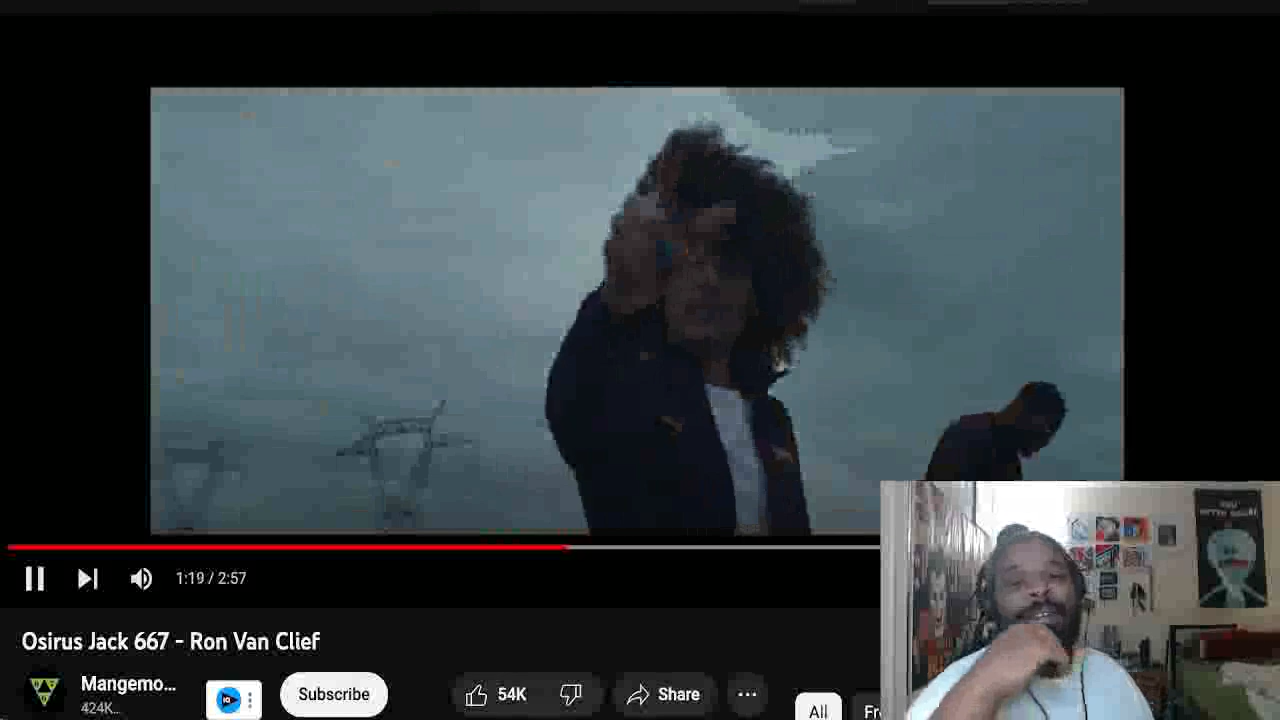 1:19 / 2:57
Osirus Jack 667 - Ron Van Clief
Mangemo...
424K...
Subscribe
54K
Share
All